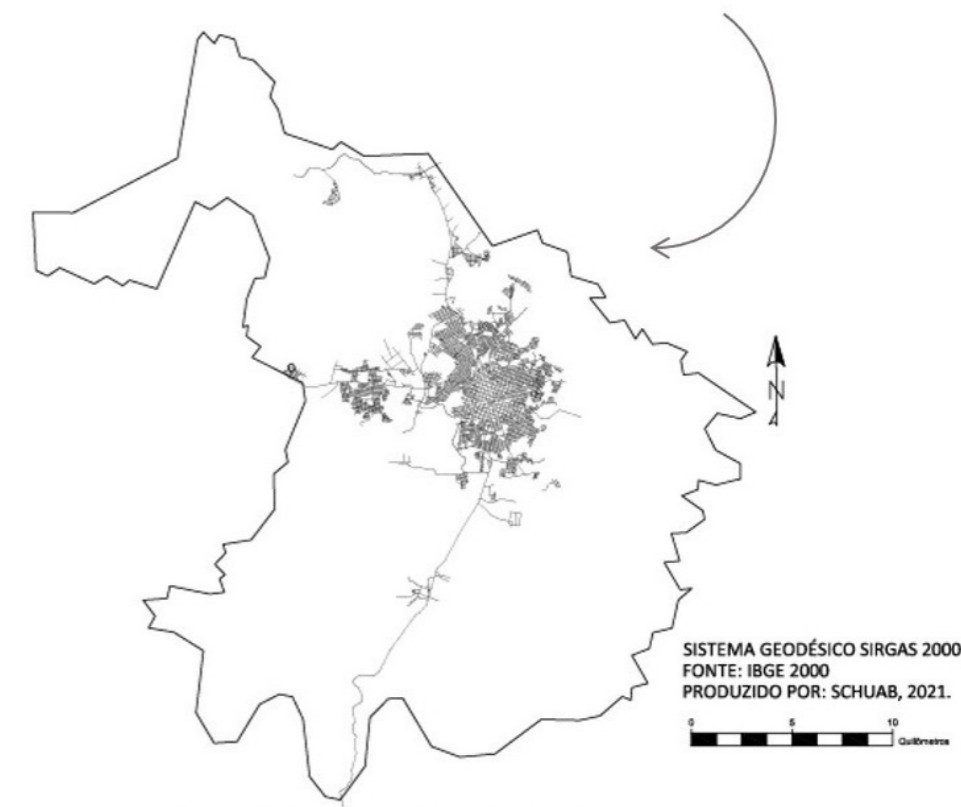 N
SISTEMA GEODÉSICO SIRGAS 2000
FONTE: IBGE 2000
PRODUZIDO POR: SCHUAB, 2021.
0 5 10
Quilômetros